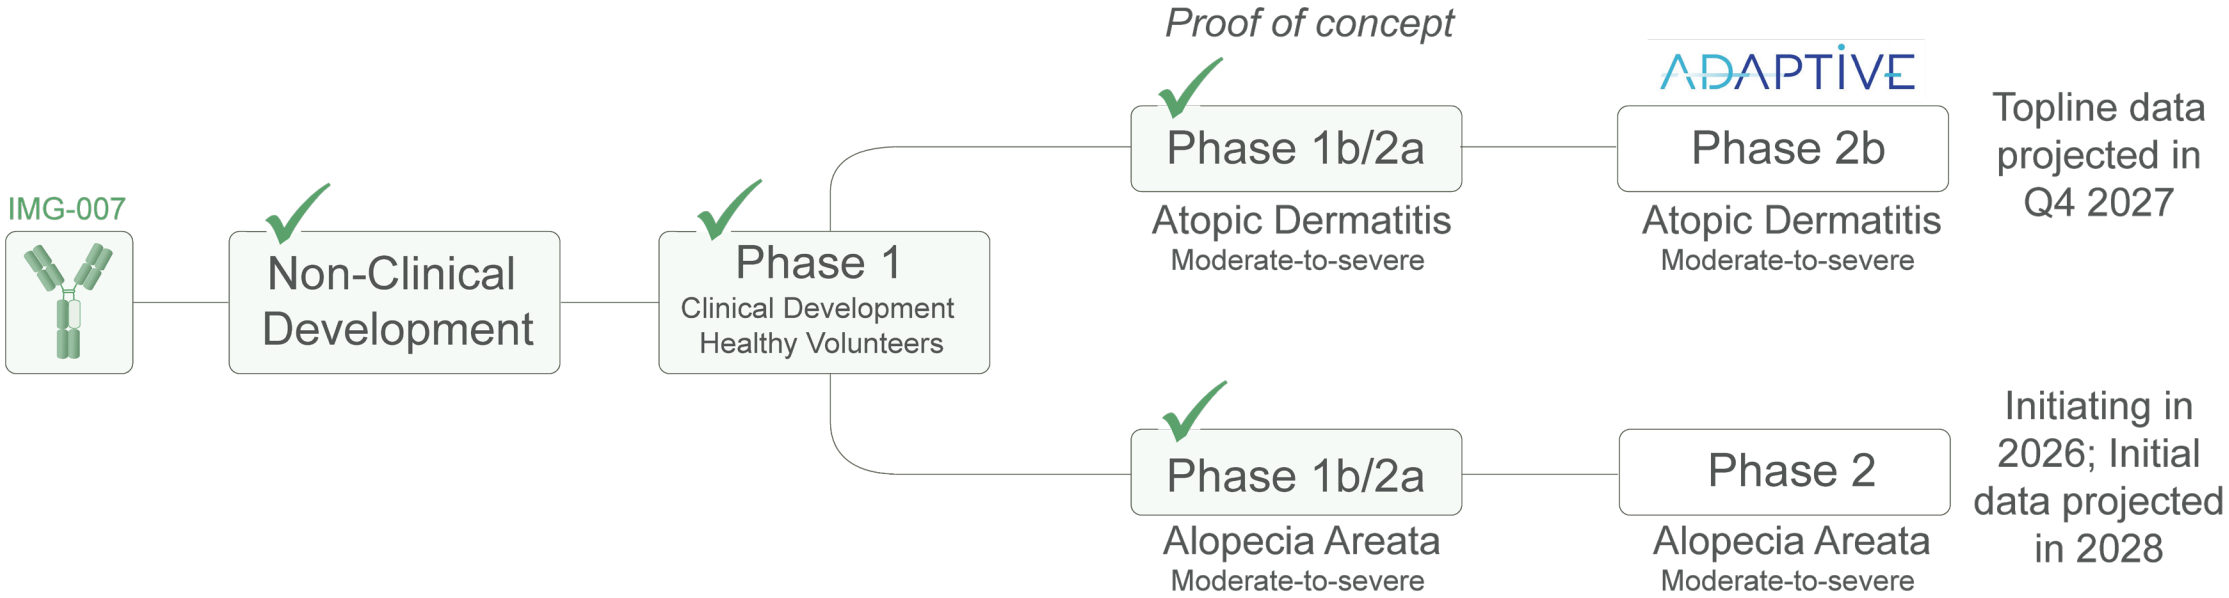 IMG-007
Non-Clinical
Development
Phase 1
Clinical Development
Healthy Volunteers
Proof of concept
Phase 1b/2a
Atopic Dermatitis
Moderate-to-severe
ADAPTIVE
Phase 2b
Atopic Dermatitis
Moderate-to-severe
Topline data
projected in
Q4 2027
Phase 1b/2a
Alopecia Areata
Moderate-to-severe
Phase 2
Alopecia Areata
Moderate-to-severe
Initiating in
2026; Initial
data projected
in 2028